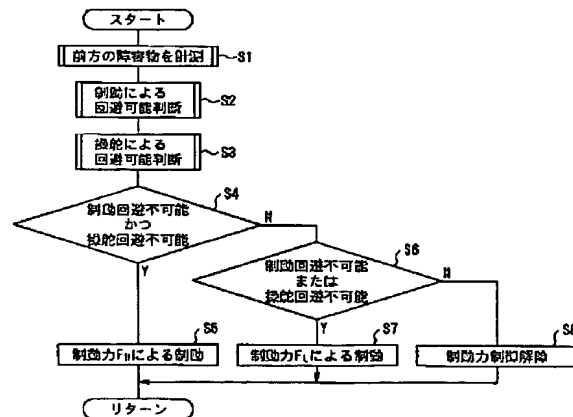 スタート
前方の障害物を計測
S1
制動による
回避可能判断
S2
操舵による
回避可能判断
S3
S4
制動回避不可能
かつ
操舵回避不可能
N
Y
S6
制動回避不可能
または
操舵回避不可能
N
Y
S5
制動力FHによる制動
S7
制動力FLによる制動
S8
制動力制御解除
リターン